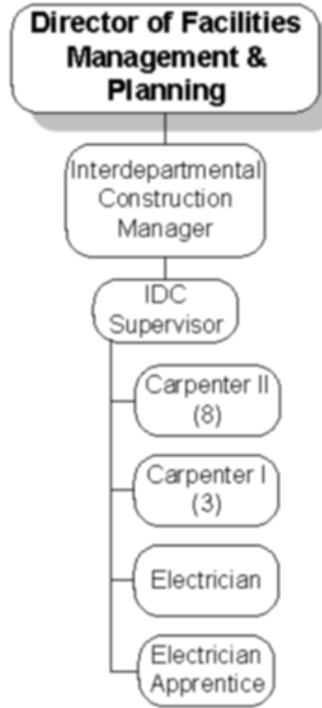 Director of Facilities
Management &
Planning
Interdepartmental
Construction
Manager
IDC
Supervisor
Carpenter II
(8)
Carpenter I
(3)
Electrician
Electrician
Apprentice